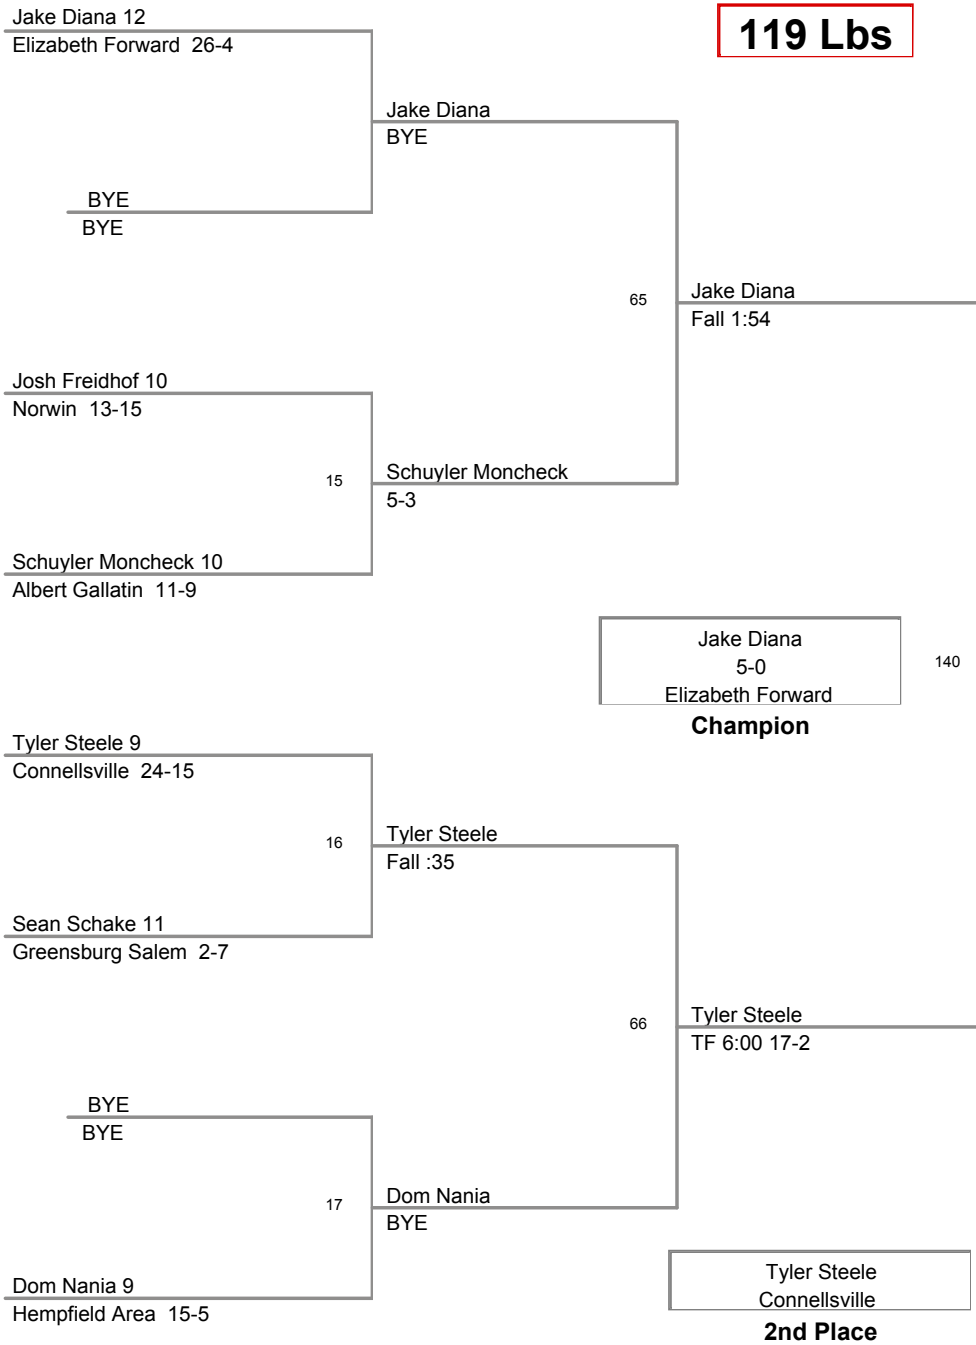 Jake Diana 12
Elizabeth Forward 26-4
119 Lbs
Jake Diana
BYE
BYE
BYE
65
Jake Diana
Fall 1:54
Josh Freidhof 10
Norwin 13-15
15
Schuyler Moncheck
5-3
Schuyler Moncheck 10
Albert Gallatin 11-9
Jake Diana
5-0
Elizabeth Forward
Champion
140
Tyler Steele 9
Connellsville 24-15
16
Tyler Steele
Fall :35
Sean Schake 11
Greensburg Salem 2-7
66
Tyler Steele
TF 6:00 17-2
BYE
BYE
17
Dom Nania
BYE
Dom Nania 9
Hempfield Area 15-5
Tyler Steele
Connellsville
2nd Place